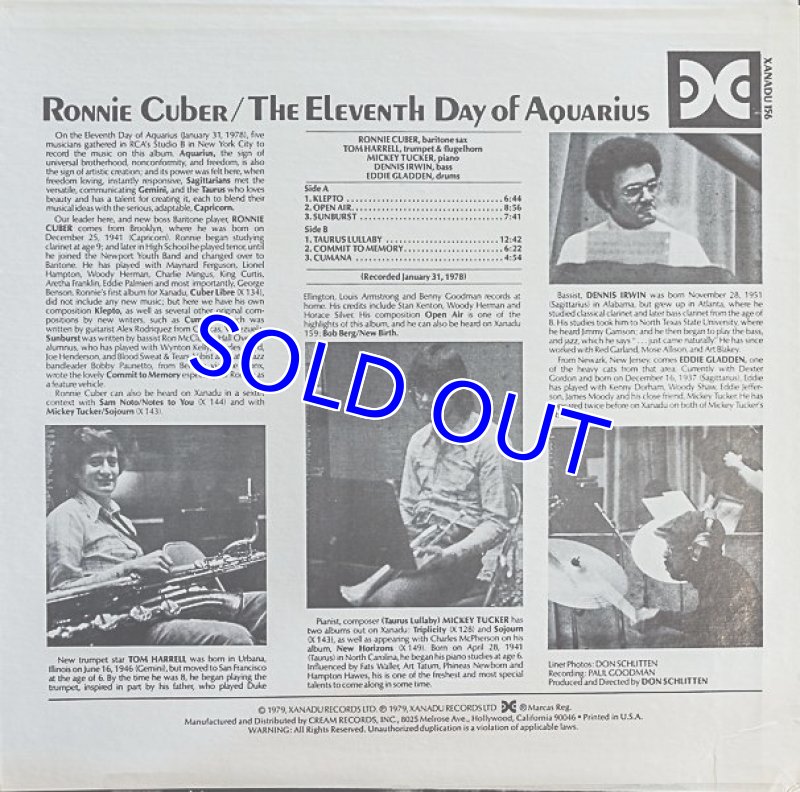 XANADU 156
RONNIE CUBER/THE ELEVENTH DAY OF AQUARIUS
On the Eleventh Day of Aquarius (January 31, 1978), five
musicians gathered in RCA's Studio B in New York City to
record the music on this album. Aquarius, the sign of
universal brotherhood, nonconformity, and freedom, is also
the sign of artistic creation; and its power was felt here, when
freedom loving, instantly responsive, Sagittarians met the
versatile, communicating Gemini, and the Taurus who loves
beauty and has a talent for creating it, each to blend their
musical ideas with the serious, adaptable, Capricorn.
Our leader here, and new boss Baritone player, RONNIE
CUBER comes from Brooklyn, where he was born on
December 25, 1941 (Capricorn). Ronnie began studying
clarinet at age 9; and later in High School he played tenor, until
he joined the Newport Youth Band and changed over to
Baritone. He has played with Maynard Ferguson, Lionel
Hampton, Woody Herman, Charlie Mingus, King Curtis,
Aretha Franklin, Eddie Palmieri and most importantly, George
Benson. Ronnie's first album for Xanadu, Cuber Libre (X 134),
did not include any new music; but here we have his own
composition Klepto, as well as several other original com-
positions by new writers, such as which was
written by guitarist Alex Rodriquez from
Sunburst was written by bassist Ron McCl Hall Ove
alumnus, who has played with Wynton Kelly,
Joe Henderson, and Blood Sweat & Tear
bandleader Bobby Paunetto, from
wrote the lovely Commit to Memory
a feature vehicle.
Ronnie Cuber can also be heard on Xanadu in a sextet
context with Sam Noto/Notes to You (X 144) and with
Mickey Tucker/Sojourn (X 143).
New trumpet star TOM HARRELL was born in Urbana,
Illinois on June 16, 1946 (Gemini), but moved to San Francisco
at the age of 6. By the time he was 8, he began playing the
trumpet, inspired in part by his father, who played Duke
RONNIE CUBER, baritone sax
TOM HARRELL, trumpet & flugelhorn
MICKEY TUCKER, piano
DENNIS IRWIN, bass
EDDIE GLADDEN, drums
Side A
1. KLEPTO 6:44
2. OPEN AIR 8:56
3. SUNBURST 7:41
Side B
1. TAURUS LULLABY 12:42
2. COMMIT TO MEMORY 6:22
3. CUMANA 4:54
(Recorded January 31, 1978)
Ellington, Louis Armstrong and Benny Goodman records at
home. His credits include Stan Kenton, Woody Herman and
Horace Silver. His composition Open Air is one of the
highlights of this album, and he can also be heard on Xanadu
159; Bob Berg/New Birth.
SOLD OUT
Pianist, composer (Taurus Lullaby) MICKEY TUCKER has
two albums out on Xanadu: Triplicity (X 128) and Sojourn
(X 143), as well as appearing with Charles McPherson on his
album, New Horizons (X 149). Born on April 28, 1941
(Taurus) in North Carolina, he began his piano studies at age 6.
Influenced by Fats Waller, Art Tatum, Phineas Newborn and
Hampton Hawes, his is one of the freshest and most special
talents to come along in some time.
Bassist, DENNIS IRWIN was born November 28, 1951
(Sagittarius) in Alabama, but grew up in Atlanta, where he
studied classical clarinet and later bass clarinet from the age of
8. His studies took him to North Texas State University, where
he heard Jimmy Garrison; and he then began to play the bass,
and jazz, which he says "...just came naturally." He has since
worked with Red Garland, Mose Allison, and Art Blakey.
From Newark, New Jersey, comes EDDIE GLADDEN, one
of the heavy cats from that area. Currently with Dexter
Gordon and born on December 16, 1937 (Sagittarius), Eddie
has played with Kenny Dorham, Woody Shaw, Eddie Jeffer-
son, James Moody and his close friend, Mickey Tucker. He has
twice before on Xanadu on both of Mickey Tucker's
Liner Photos: DON SCHLITTEN
Recording: PAUL GOODMAN
Produced and Directed by DON SCHLITTEN
© 1979, XANADU RECORDS LTD. ℗ 1979, XANADU RECORDS LTD ® Marcas Reg.
Manufactured and Distributed by CREAM RECORDS, INC., 8025 Melrose Ave., Hollywood, California 90046 • Printed in U.S.A.
WARNING: All Rights Reserved. Unauthorized duplication is a violation of applicable laws.